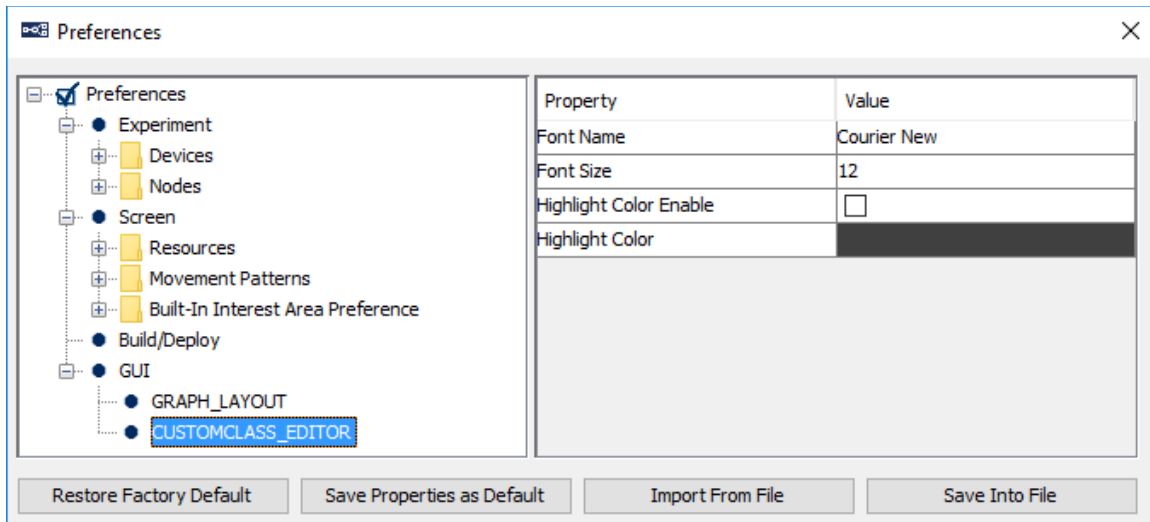 Preferences
Preferences
Experiment
Devices
Nodes
Screen
Resources
Movement Patterns
Built-In Interest Area Preference
Build/Deploy
GUI
GRAPH_LAYOUT
CUSTOMCLASS_EDITOR
Property Value
Font Name Courier New
Font Size 12
Highlight Color Enable
Highlight Color
Restore Factory Default Save Properties as Default Import From File Save Into File